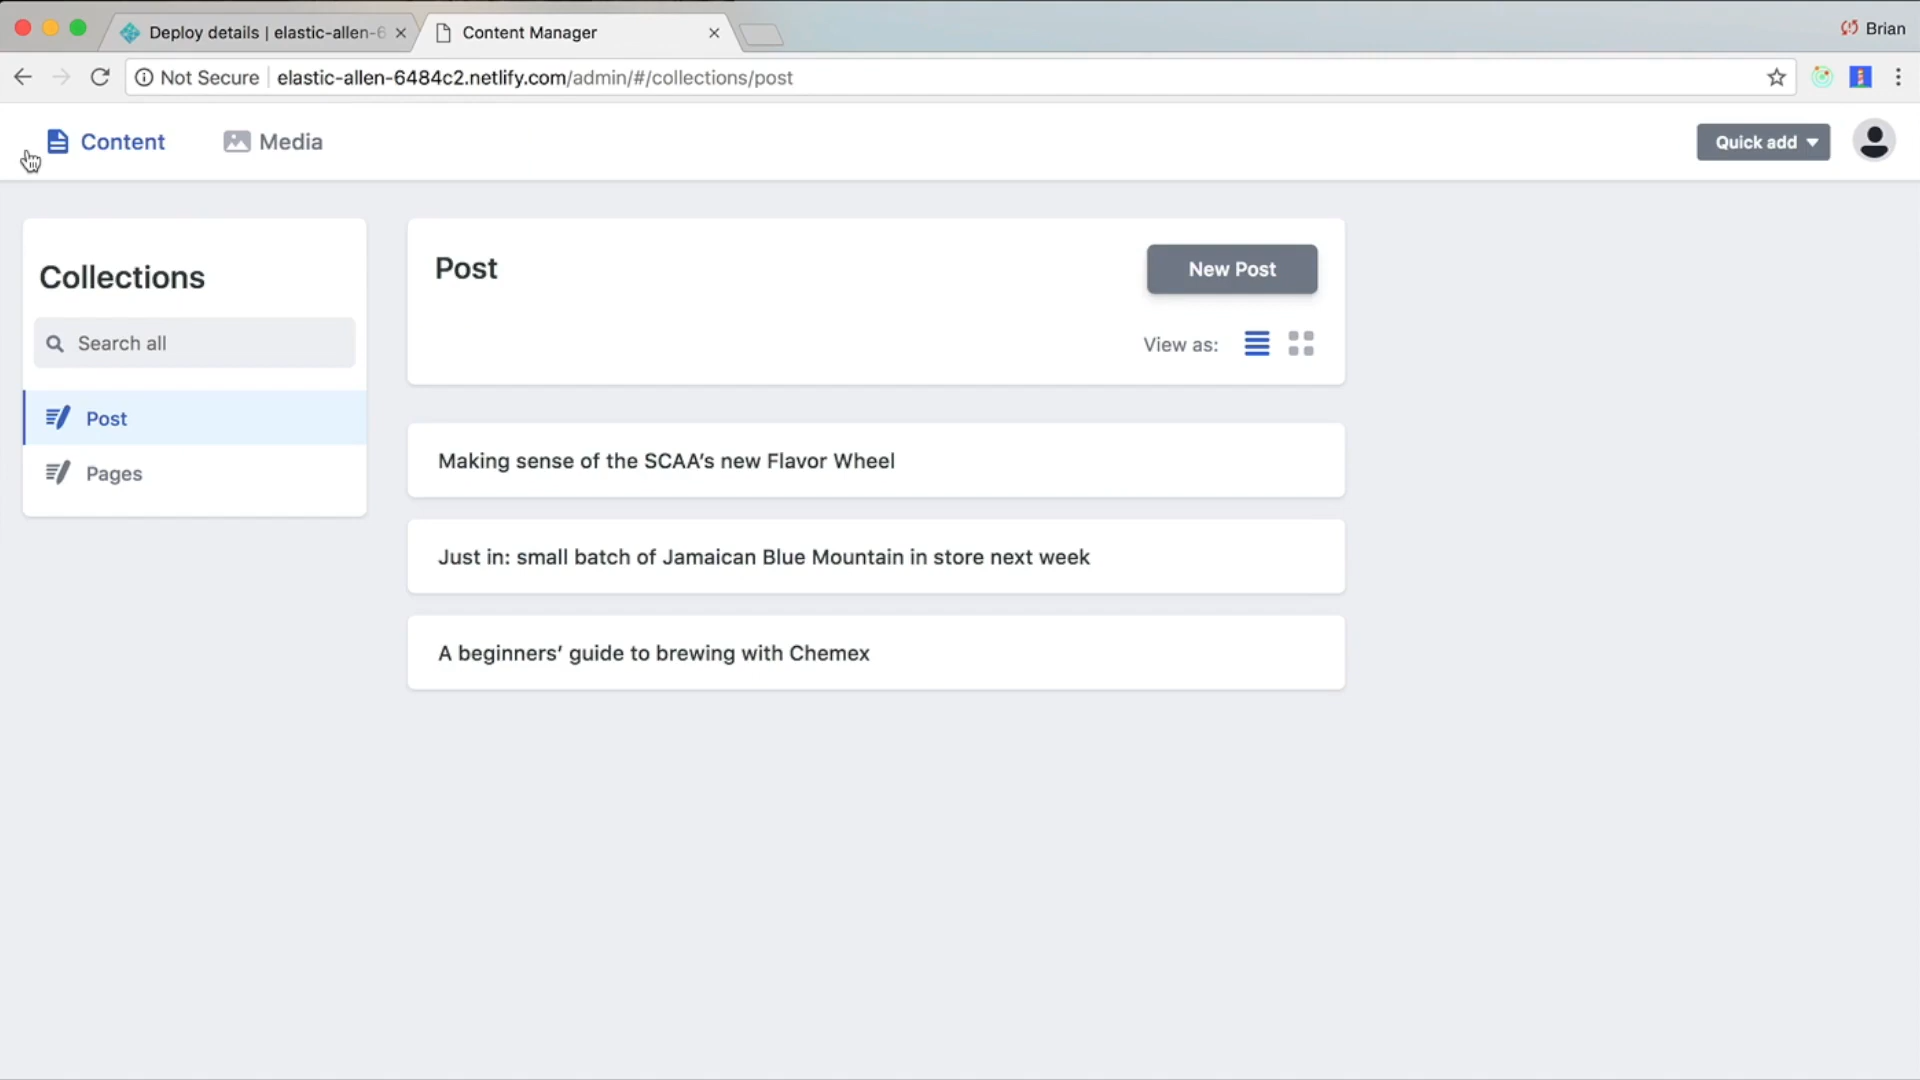 Deploy details | elastic-allen-6
Content Manager
Brian
Not Secure
elastic-allen-6484c2.netlify.com/admin/#/collections/post
Content
Media
Quick add
Collections
Search all
Post
Pages
Post
New Post
View as:
Making sense of the SCAA’s new Flavor Wheel
Just in: small batch of Jamaican Blue Mountain in store next week
A beginners’ guide to brewing with Chemex